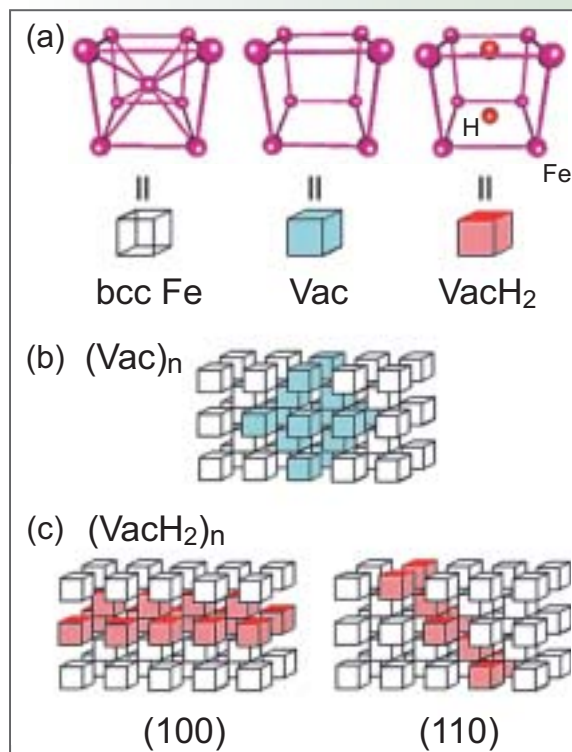 (a)
H
Fe
= = =
bcc Fe Vac VacH₂
(b) (Vac)ₙ
(c) (VacH₂)ₙ
(100) (110)